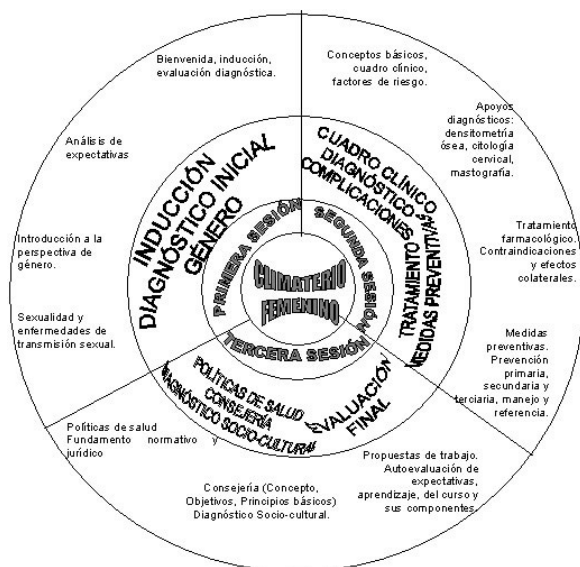 CLIMATERIO
FEMENINO
PRIMERA SESIÓN
SEGUNDA SESIÓN
TERCERA SESIÓN
INDUCCIÓN
DIAGNÓSTICO INICIAL
GÉNERO
CUADRO CLÍNICO
DIAGNÓSTICO Y
COMPLICACIONES
TRATAMIENTO Y
MEDIDAS PREVENTIVAS
POLÍTICAS DE SALUD
CONSEJERÍA
DIAGNÓSTICO SOCIO-CULTURAL
EVALUACIÓN
FINAL
Bienvenida, inducción,
evaluación diagnóstica.
Análisis de
expectativas
Introducción a la
perspectiva de
género.
Sexualidad y
enfermedades de
transmisión sexual.
Conceptos básicos,
cuadro clínico,
factores de riesgo.
Apoyos
diagnósticos:
densitometría
ósea, citología
cervical,
mastografía.
Tratamiento
farmacológico.
Contraindicaciones
y efectos
colaterales.
Medidas
preventivas.
Prevención
primaria,
secundaria y
terciaria, manejo y
referencia.
Políticas de salud
Fundamento normativo y
jurídico
Consejería (Concepto,
Objetivos, Principios básicos)
Diagnóstico Socio-cultural.
Propuestas de trabajo.
Autoevaluación de
expectativas,
aprendizaje, del curso y
sus componentes.